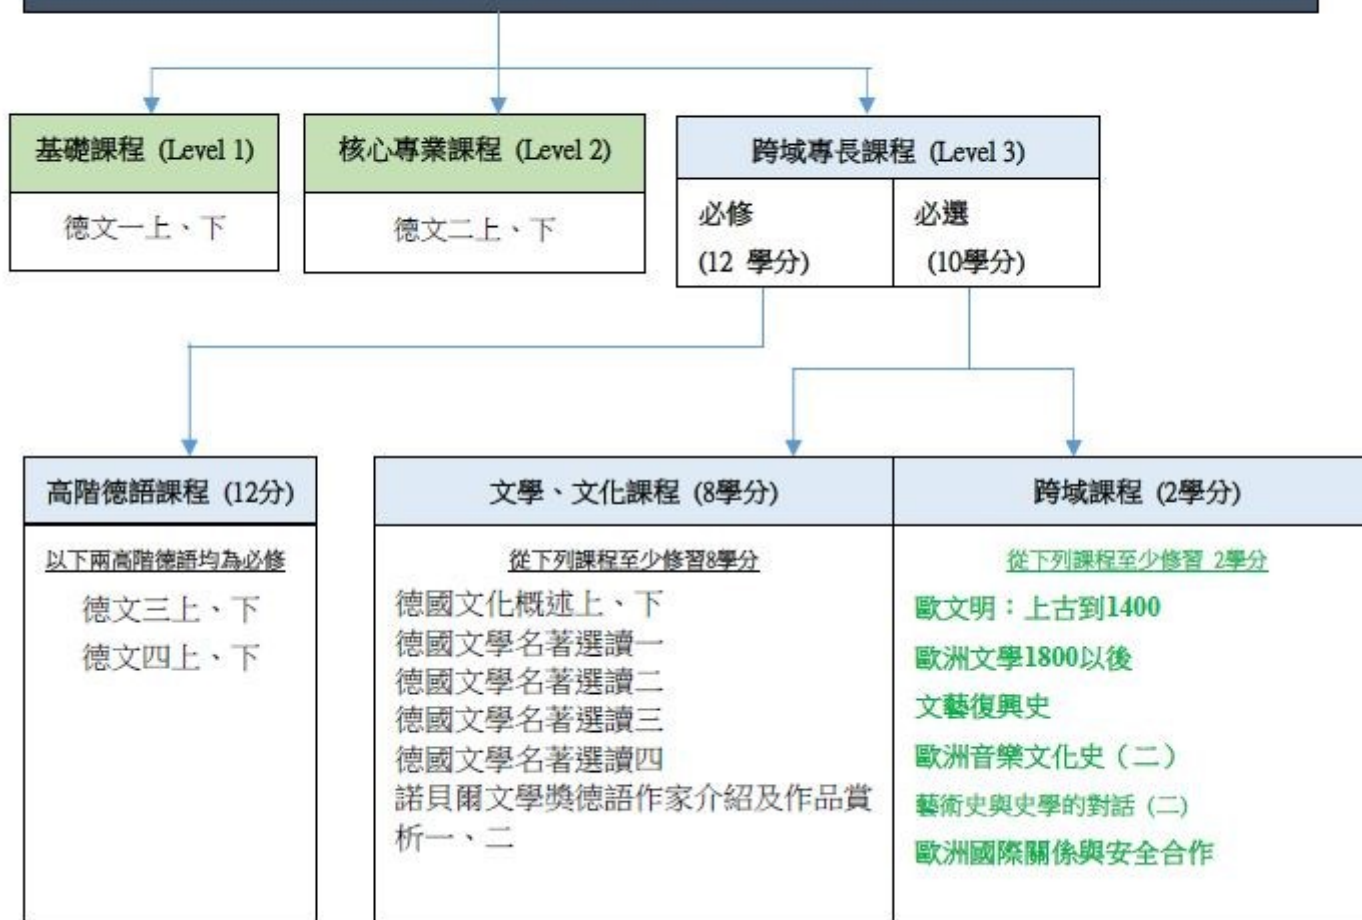 基礎課程 (Level 1)
德文一上、下
核心專業課程 (Level 2)
德文二上、下
跨域專長課程 (Level 3)
必修
(12 學分)
必選
(10學分)
高階德語課程 (12分)
以下兩高階德語均為必修
德文三上、下
德文四上、下
文學、文化課程 (8學分)
從下列課程至少修習8學分
德國文化概述上、下
德國文學名著選讀一
德國文學名著選讀二
德國文學名著選讀三
德國文學名著選讀四
諾貝爾文學獎德語作家介紹及作品賞
析一、二
跨域課程 (2學分)
從下列課程至少修習 2學分
歐文明：上古到1400
歐洲文學1800以後
文藝復興史
歐洲音樂文化史（二）
藝術史與史學的對話 (二)
歐洲國際關係與安全合作